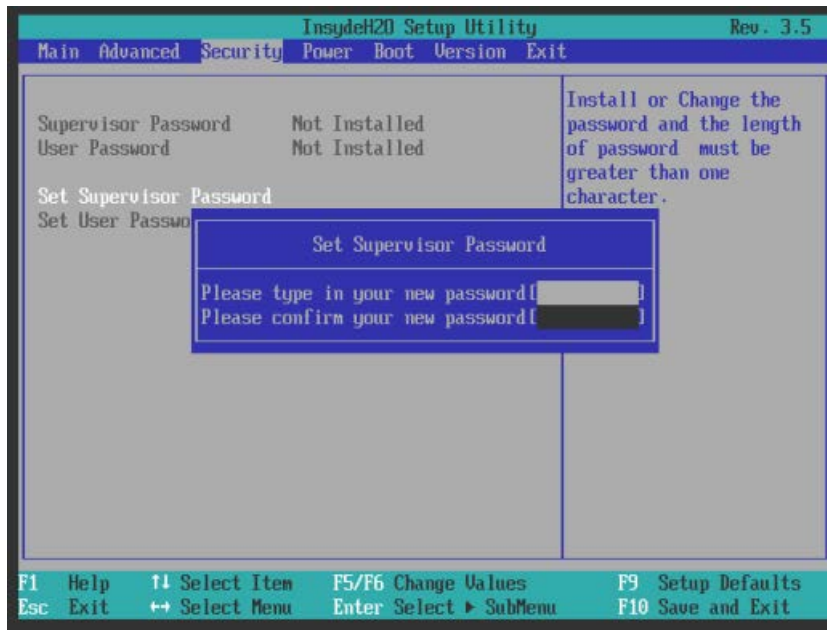 InsydeH2O Setup Utility Rev. 3.5
Main Advanced Security Power Boot Version Exit
Supervisor Password Not Installed
User Password Not Installed
Set Supervisor Password
Set User Passwo
Install or Change the
password and the length
of password must be
greater than one
character.
Set Supervisor Password
Please type in your new password[ ]
Please confirm your new password[ ]
F1 Help ↑↓ Select Item F5/F6 Change Values F9 Setup Defaults
Esc Exit ↔ Select Menu Enter Select ▶ SubMenu F10 Save and Exit